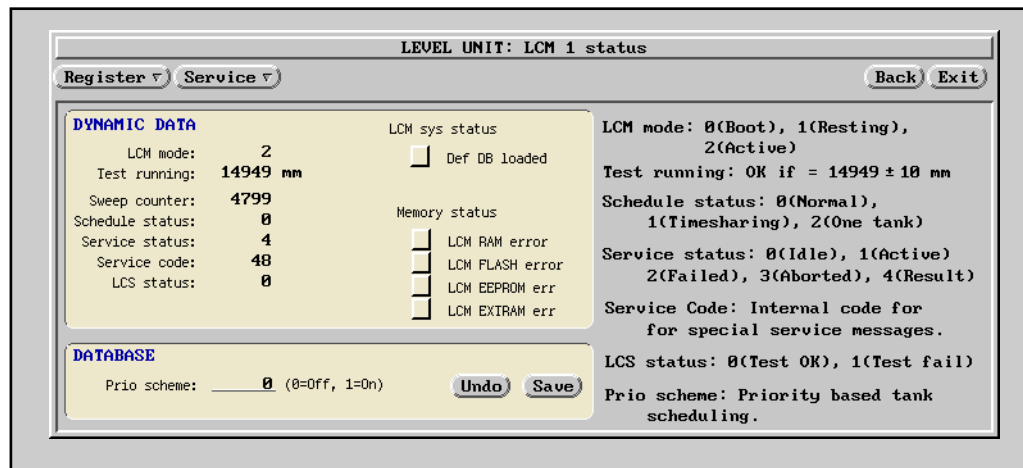 LEVEL UNIT: LCM 1 status
Register ▿ Service ▿ Back Exit
DYNAMIC DATA
LCM mode: 2
Test running: 14949 mm
Sweep counter: 4799
Schedule status: 0
Service status: 4
Service code: 48
LCS status: 0
LCM sys status
Def DB loaded
Memory status
LCM RAM error
LCM FLASH error
LCM EEPROM err
LCM EXTRAM err
DATABASE
Prio scheme: 0 (0=Off, 1=On) Undo Save
LCM mode: 0(Boot), 1(Resting),
2(Active)
Test running: OK if = 14949 ± 10 mm
Schedule status: 0(Normal),
1(Timesharing), 2(One tank)
Service status: 0(Idle), 1(Active)
2(Failed), 3(Aborted), 4(Result)
Service Code: Internal code for
for special service messages.
LCS status: 0(Test OK), 1(Test fail)
Prio scheme: Priority based tank
scheduling.